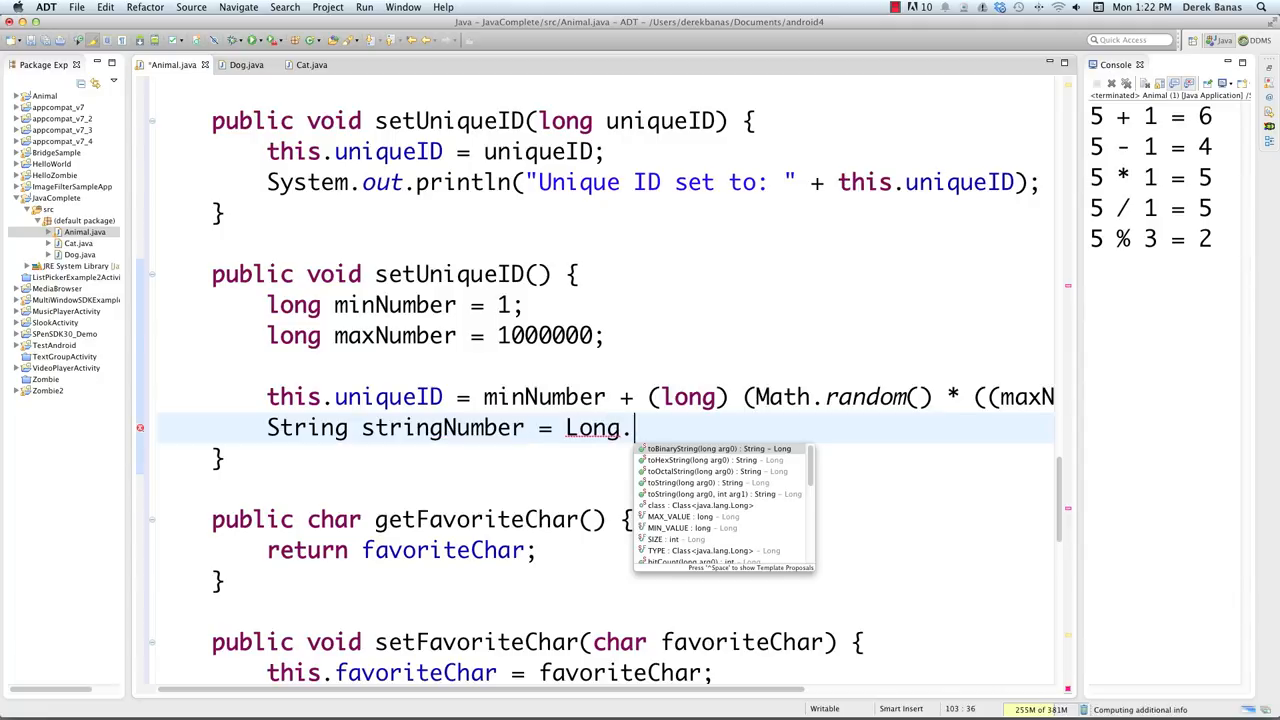 ADT File Edit Refactor Source Navigate Search Project Run Window Help
10 Mon 1:22 PM Derek Banas
Java – JavaComplete/src/Animal.java – ADT – /Users/derekbanas/Documents/android4
Quick Access Java DDMS
Package Exp
Animal
appcompat_v7
appcompat_v7_2
appcompat_v7_3
appcompat_v7_4
BridgeSample
HelloWorld
HelloZombie
ImageFilterSampleApp
JavaComplete
src
(default package)
Animal.java
Cat.java
Dog.java
JRE System Library [Ja
ListPickerExample2Activi
MediaBrowser
MultiWindowSDKExample
MusicPlayerActivity
SlookActivity
SPenSDK30_Demo
TestAndroid
TextGroupActivity
VideoPlayerActivity
Zombie
Zombie2
*Animal.java Dog.java Cat.java
public void setUniqueID(long uniqueID) {
this.uniqueID = uniqueID;
System.out.println("Unique ID set to: " + this.uniqueID);
}
public void setUniqueID() {
long minNumber = 1;
long maxNumber = 1000000;
this.uniqueID = minNumber + (long) (Math.random() * ((maxN
String stringNumber = Long.
}
toBinaryString(long arg0) : String – Long
toHexString(long arg0) : String – Long
toOctalString(long arg0) : String – Long
toString(long arg0) : String – Long
toString(long arg0, int arg1) : String – Long
class : Class<java.lang.Long>
MAX_VALUE : long – Long
MIN_VALUE : long – Long
SIZE : int – Long
TYPE : Class<java.lang.Long> – Long
bitCount(long arg0) : int – Long
Press '^Space' to show Template Proposals
public char getFavoriteChar() {
return favoriteChar;
}
public void setFavoriteChar(char favoriteChar) {
this.favoriteChar = favoriteChar;
Console
<terminated> Animal (1) [Java Application] /S
5 + 1 = 6
5 - 1 = 4
5 * 1 = 5
5 / 1 = 5
5 % 3 = 2
Writable Smart Insert 103 : 36 255M of 381M Computing additional info